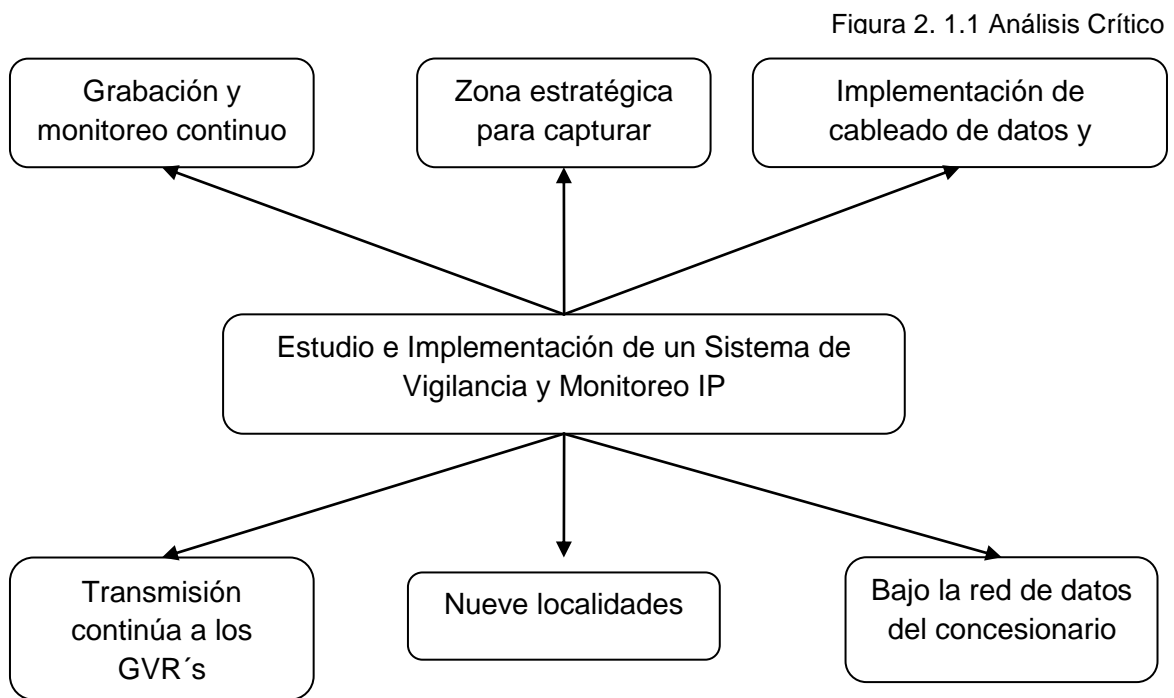 Figura 2. 1.1 Análisis Crítico
Grabación y
monitoreo continuo
Zona estratégica
para capturar
Implementación de
cableado de datos y
Estudio e Implementación de un Sistema de
Vigilancia y Monitoreo IP
Transmisión
continúa a los
GVR´s
Nueve localidades
Bajo la red de datos
del concesionario